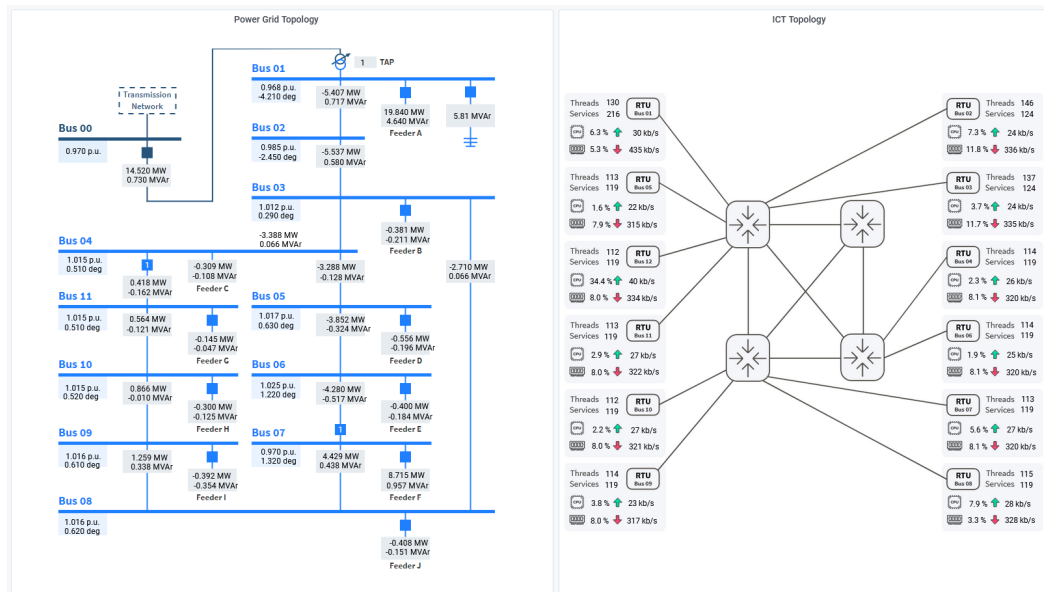 Power Grid Topology
Transmission
Network
Bus 00
0.970 p.u.
14.520 MW
0.730 MVar
1
TAP
Bus 01
0.968 p.u.
-4.210 deg
-5.407 MW
0.717 MVAr
19.840 MW
4.640 MVAr
Feeder A
5.81 MVAr
Bus 02
0.985 p.u.
-2.450 deg
-5.537 MW
0.580 MVAr
Bus 03
1.012 p.u.
0.290 deg
-0.381 MW
-0.211 MVAr
Feeder B
-3.388 MW
0.066 MVAr
Bus 04
1.015 p.u.
0.510 deg
1
0.418 MW
-0.162 MVAr
-0.309 MW
-0.108 MVAr
Feeder C
-3.288 MW
-0.128 MVAr
-2.710 MW
0.066 MVAr
Bus 11
1.015 p.u.
0.510 deg
0.564 MW
-0.121 MVAr
-0.145 MW
-0.047 MVAr
Feeder G
Bus 05
1.017 p.u.
0.630 deg
-3.852 MW
-0.324 MVAr
-0.556 MW
-0.196 MVAr
Feeder D
Bus 10
1.015 p.u.
0.520 deg
0.866 MW
-0.010 MVAr
-0.300 MW
-0.125 MVAr
Feeder H
Bus 06
1.025 p.u.
1.220 deg
-4.280 MW
-0.517 MVAr
-0.400 MW
-0.184 MVAr
Feeder E
Bus 09
1.016 p.u.
0.610 deg
1.259 MW
0.338 MVAr
-0.392 MW
-0.354 MVAr
Feeder I
Bus 07
0.970 p.u.
1.320 deg
1
4.429 MW
0.438 MVAr
8.715 MW
0.957 MVAr
Feeder F
Bus 08
1.016 p.u.
0.620 deg
-0.408 MW
-0.151 MVAr
Feeder J
ICT Topology
Threads 130
Services 216
RTU
Bus 01
CPU 6.3 % 30 kb/s
5.3 % 435 kb/s
Threads 113
Services 119
RTU
Bus 05
CPU 1.6 % 22 kb/s
7.9 % 315 kb/s
Threads 112
Services 119
RTU
Bus 12
CPU 34.4 % 40 kb/s
8.0 % 334 kb/s
Threads 113
Services 119
RTU
Bus 11
CPU 2.9 % 27 kb/s
8.0 % 322 kb/s
Threads 112
Services 119
RTU
Bus 10
CPU 2.2 % 27 kb/s
8.0 % 321 kb/s
Threads 114
Services 119
RTU
Bus 09
CPU 3.8 % 23 kb/s
8.0 % 317 kb/s
RTU
Bus 02
Threads 146
Services 124
CPU 7.3 % 24 kb/s
11.8 % 336 kb/s
RTU
Bus 03
Threads 137
Services 124
CPU 3.7 % 24 kb/s
11.7 % 335 kb/s
RTU
Bus 04
Threads 114
Services 119
CPU 2.3 % 26 kb/s
8.1 % 320 kb/s
RTU
Bus 06
Threads 114
Services 119
CPU 1.9 % 25 kb/s
8.1 % 320 kb/s
RTU
Bus 07
Threads 113
Services 119
CPU 5.6 % 27 kb/s
8.1 % 320 kb/s
RTU
Bus 08
Threads 115
Services 119
CPU 7.9 % 28 kb/s
3.3 % 328 kb/s